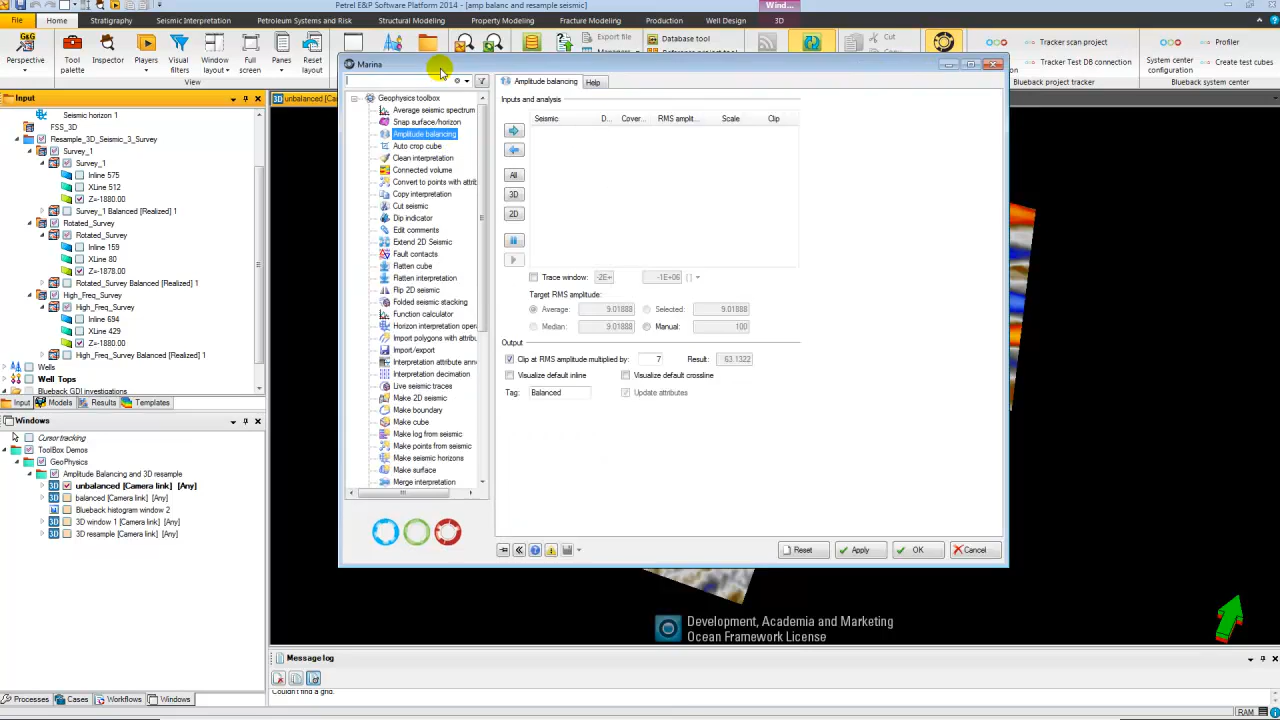 Petrel E&P Software Platform 2014 - [amp balanc and resample seismic]
Wind...
File
Home
Stratigraphy
Seismic Interpretation
Petroleum Systems and Risk
Structural Modeling
Property Modeling
Fracture Modeling
Production
Well Design
3D
G&G
Perspective
Tool palette
Inspector
Players
Visual filters
Window layout
Full screen
Panes
Reset layout
View
Export file
Database tool
Cut
Copy
Tracker scan project
Tracker Test DB connection
Blueback project tracker
System center configuration
Profiler
Create test cubes
Blueback system center
Input
Seismic horizon 1
FSS_3D
Resample_3D_Seismic_3_Survey
Survey_1
Survey_1
Inline 575
XLine 512
Z=-1880.00
Survey_1 Balanced [Realized] 1
Rotated_Survey
Rotated_Survey
Inline 159
XLine 80
Z=-1878.00
Rotated_Survey Balanced [Realized] 1
High_Freq_Survey
High_Freq_Survey
Inline 694
XLine 429
Z=-1880.00
High_Freq_Survey Balanced [Realized] 1
Wells
Well Tops
Blueback GDI investigations
Input
Models
Results
Templates
Windows
Cursor tracking
ToolBox Demos
GeoPhysics
Amplitude Balancing and 3D resample
unbalanced [Camera link] [Any]
balanced [Camera link] [Any]
Blueback histogram window 2
3D window 1 [Camera link] [Any]
3D resample [Camera link] [Any]
Processes
Cases
Workflows
Windows
unbalanced [Ca
Marina
Geophysics toolbox
Average seismic spectrum
Snap surface/horizon
Amplitude balancing
Auto crop cube
Clean interpretation
Connected volume
Convert to points with attrib
Copy interpretation
Cut seismic
Dip indicator
Edit comments
Extend 2D Seismic
Fault contacts
Flatten cube
Flatten interpretation
Flip 2D seismic
Folded seismic stacking
Function calculator
Horizon interpretation oper
Import polygons with attribu
Import/export
Interpretation attribute anno
Interpretation decimation
Live seismic traces
Make 2D seismic
Make boundary
Make cube
Make log from seismic
Make points from seismic
Make seismic horizons
Make surface
Merge interpretation
Amplitude balancing
Help
Inputs and analysis
Seismic D... Cover... RMS amplit... Scale Clip
All
3D
2D
Trace window: -2E+ -1E+06 [ ]
Target RMS amplitude:
Average: 9.01888 Selected: 9.01888
Median: 9.01888 Manual: 100
Output
Clip at RMS amplitude multiplied by: 7 Result: 63.1322
Visualize default inline Visualize default crossline
Tag: Balanced Update attributes
Reset
Apply
OK
Cancel
Development, Academia and Marketing
Ocean Framework License
Message log
Couldn't find a grid.
RAM